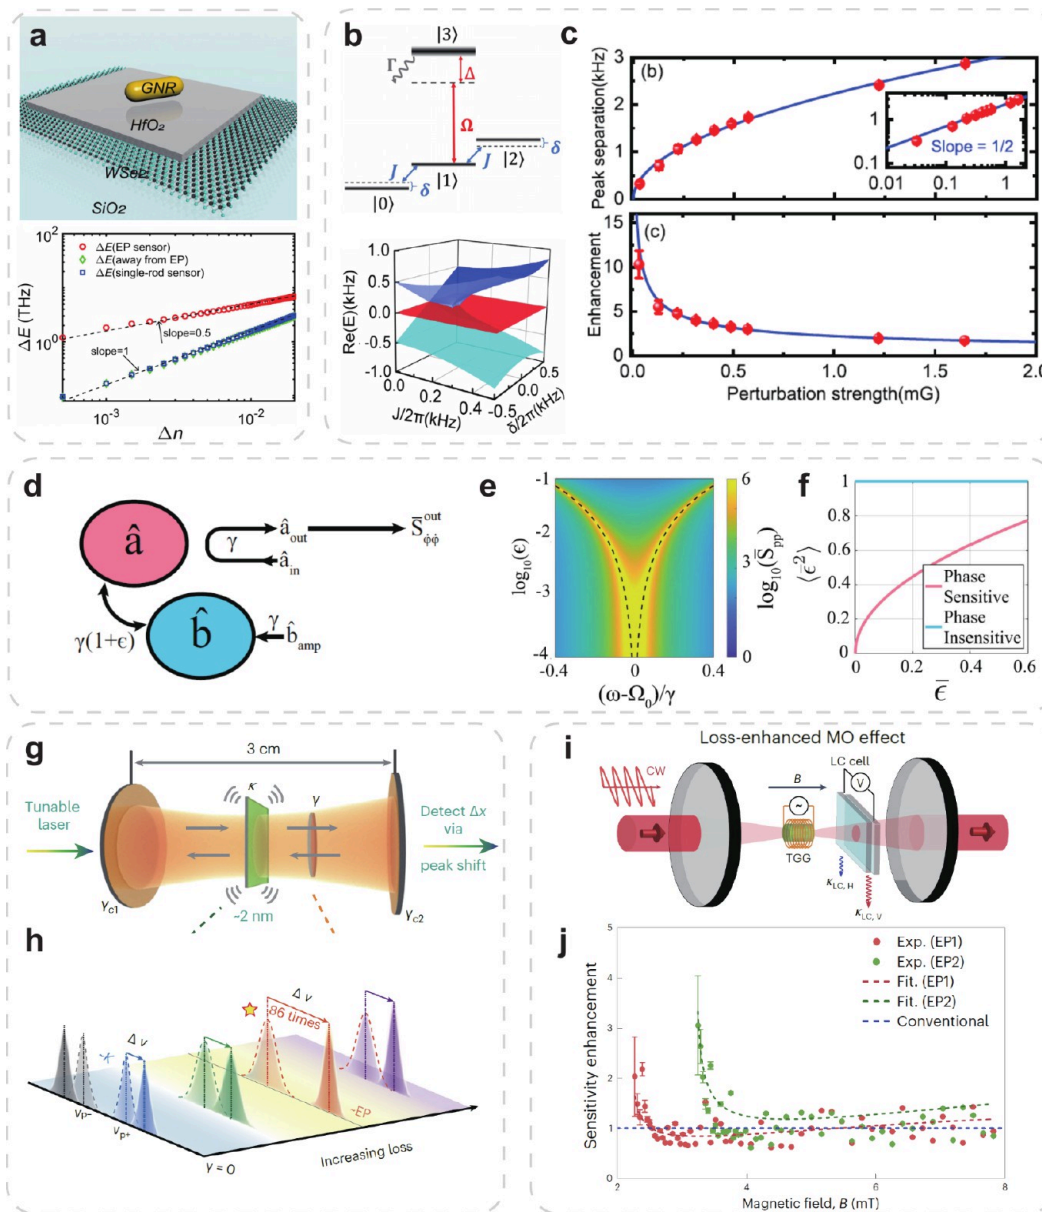 a
GNR
HfO₂
WSe₂
SiO₂
10²
10⁰
ΔE (THz)
ΔE(EP sensor)
ΔE(away from EP)
ΔE(single-rod sensor)
slope=0.5
slope=1
10⁻³
10⁻²
Δn
b
|3⟩
Γ
Δ
Ω
|2⟩
δ
J
J
|1⟩
δ
|0⟩
Re(E)(kHz)
1.0
0.5
0.0
-0.5
-1.0
0.0
0.2
0.4
J/2π(kHz)
-0.5
0.0
0.5
δ/2π(kHz)
c
(b)
Peak separation(kHz)
3
2
1
0
1
0.1
Slope = 1/2
0.01
0.1
1
(c)
Enhancement
15
10
5
0
0.0
0.5
1.0
1.5
2.0
Perturbation strength(mG)
d
â
γ
â_out
â_in
S̄^out_φ̂φ̂
γ(1+ϵ)
b̂
γ
b̂_amp
e
log₁₀(ϵ)
-1
-2
-3
-4
-0.4
0
0.4
(ω-Ω₀)/γ
6
3
0
log₁₀(S̄_pp)
f
⟨ϵ̂²⟩
1
0.8
0.6
0.4
0.2
0
Phase Sensitive
Phase Insensitive
0
0.2
0.4
0.6
ϵ̄
g
3 cm
Tunable
laser
κ
γ
Detect Δx
via
peak shift
γc1
~2 nm
γc2
h
Δν
86 times
Δν
-κ
νp−
νp+
~EP
γ = 0
Increasing loss
i
Loss-enhanced MO effect
CW
B
LC cell
V
~
TGG
κLC, H
κLC, V
j
Sensitivity enhancement
5
4
3
2
1
0
Exp. (EP1)
Exp. (EP2)
Fit. (EP1)
Fit. (EP2)
Conventional
2
4
6
8
Magnetic field, B (mT)